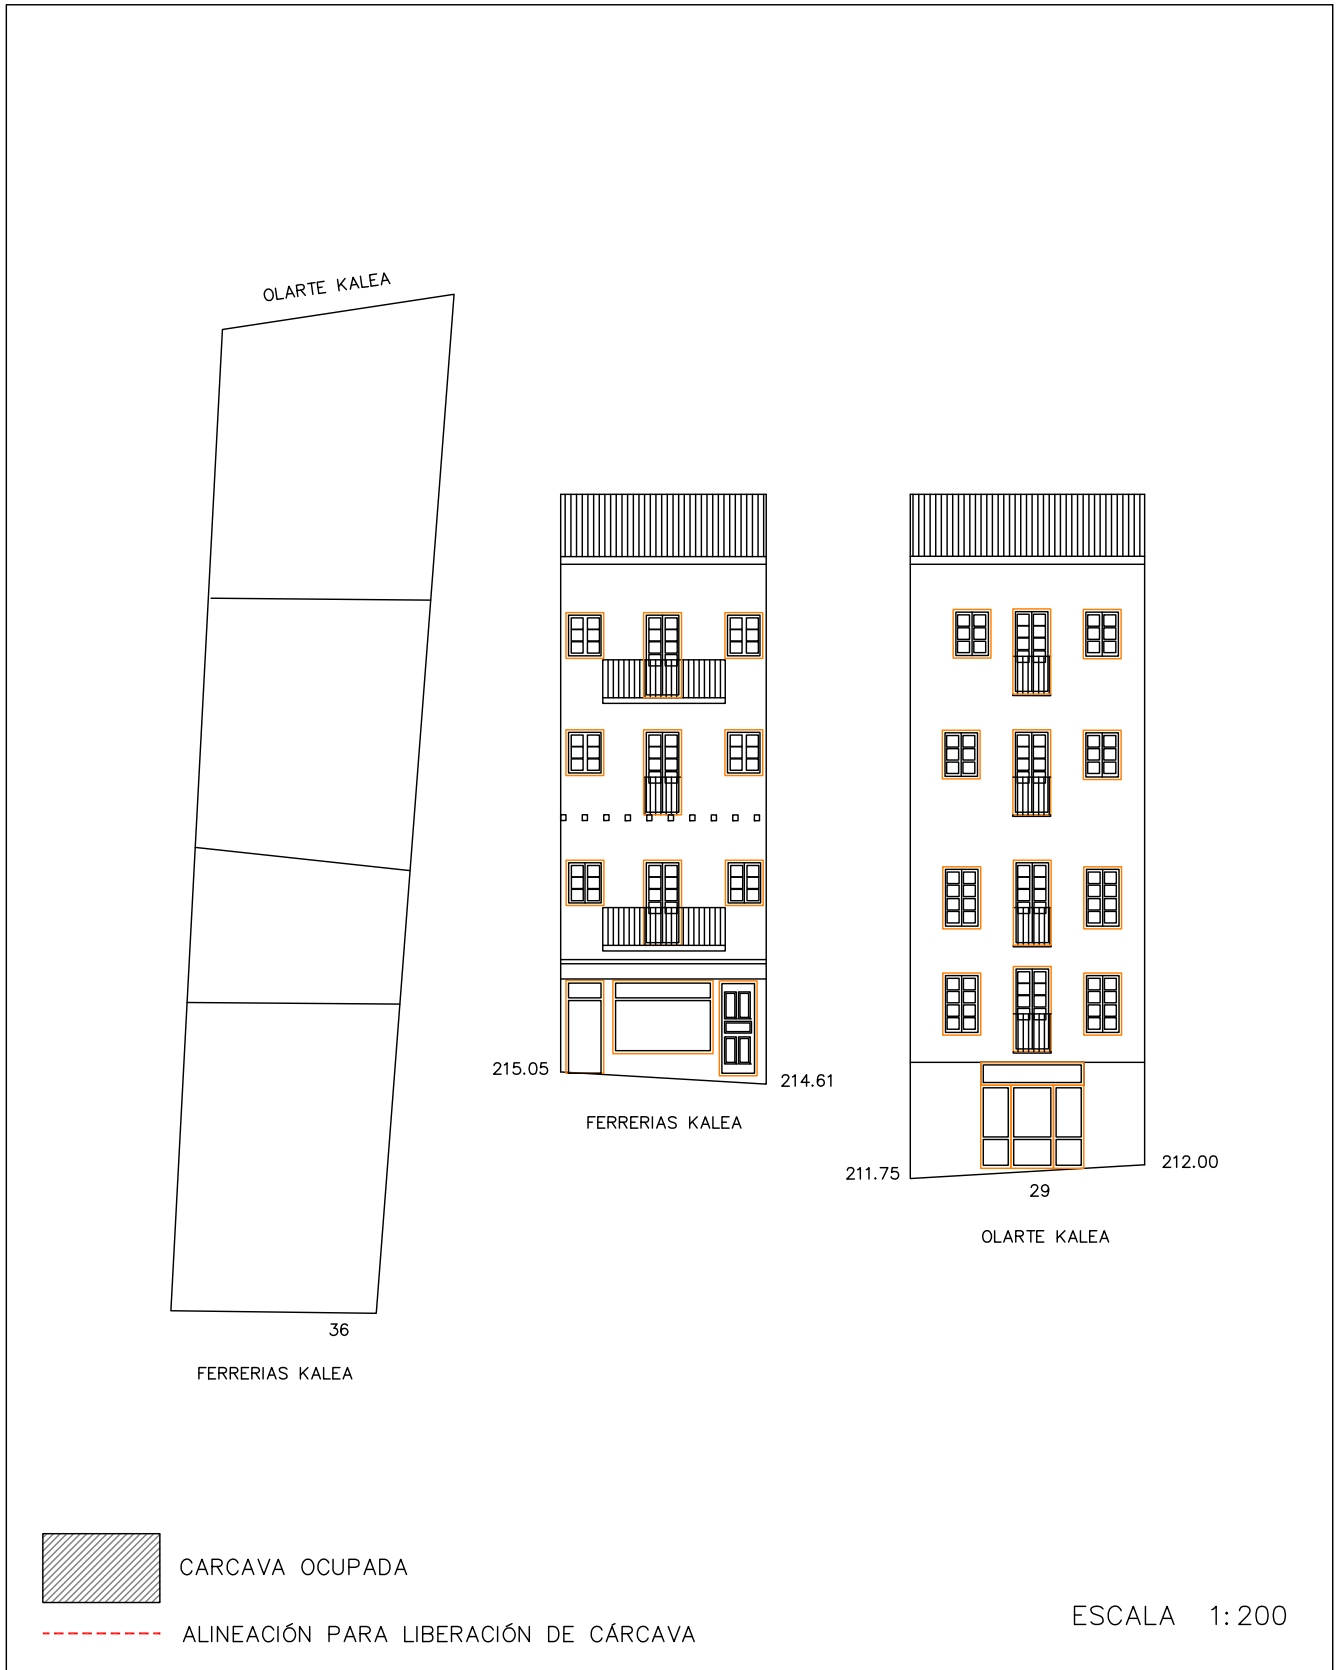 OLARTE KALEA
36
FERRERIAS KALEA
215.05
214.61
FERRERIAS KALEA
211.75
212.00
29
OLARTE KALEA
CARCAVA OCUPADA
ALINEACIÓN PARA LIBERACIÓN DE CÁRCAVA
ESCALA 1:200